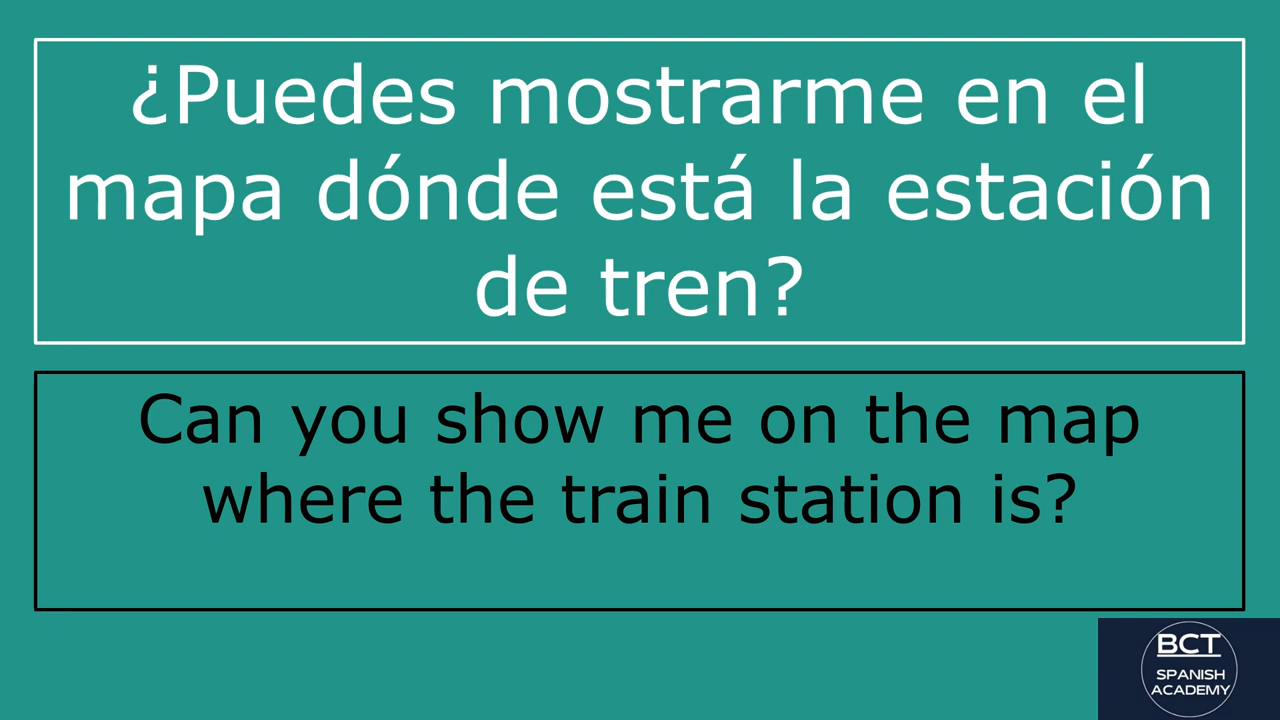 ¿Puedes mostrarme en el
mapa dónde está la estación
de tren?
Can you show me on the map
where the train station is?
BCT
SPANISH
ACADEMY